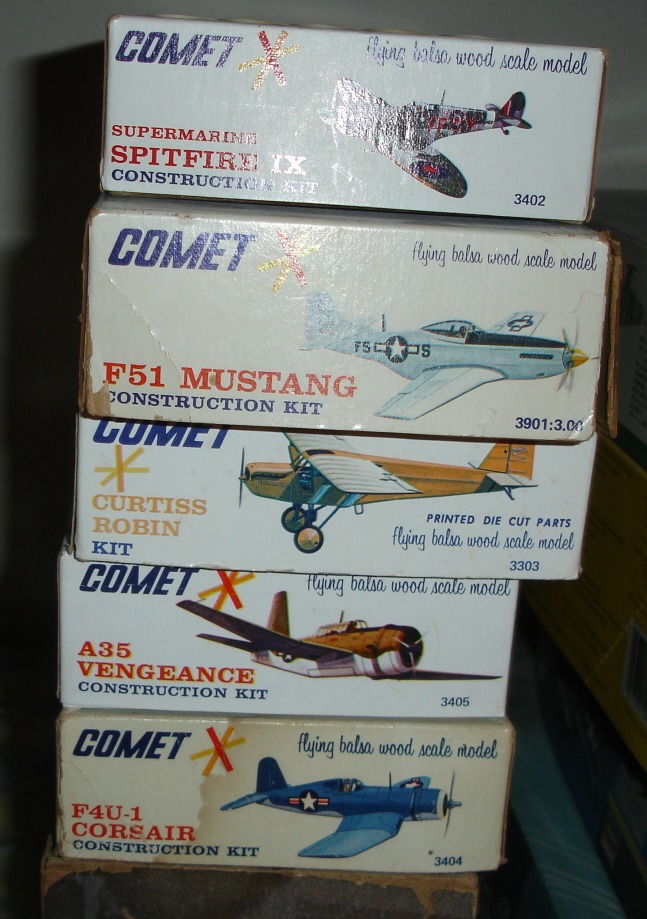 COMET
flying balsa wood scale model
SUPERMARINE
SPITFIRE IX
CONSTRUCTION KIT
3402
COMET
flying balsa wood scale model
F5 S
F51 MUSTANG
CONSTRUCTION KIT
3901:3.00
COMET
CURTISS
ROBIN
KIT
PRINTED DIE CUT PARTS
flying balsa wood scale model
3303
COMET
flying balsa wood scale model
A35
VENGEANCE
CONSTRUCTION KIT
3405
COMET
flying balsa wood scale model
F4U-1
CORSAIR
CONSTRUCTION KIT
3404